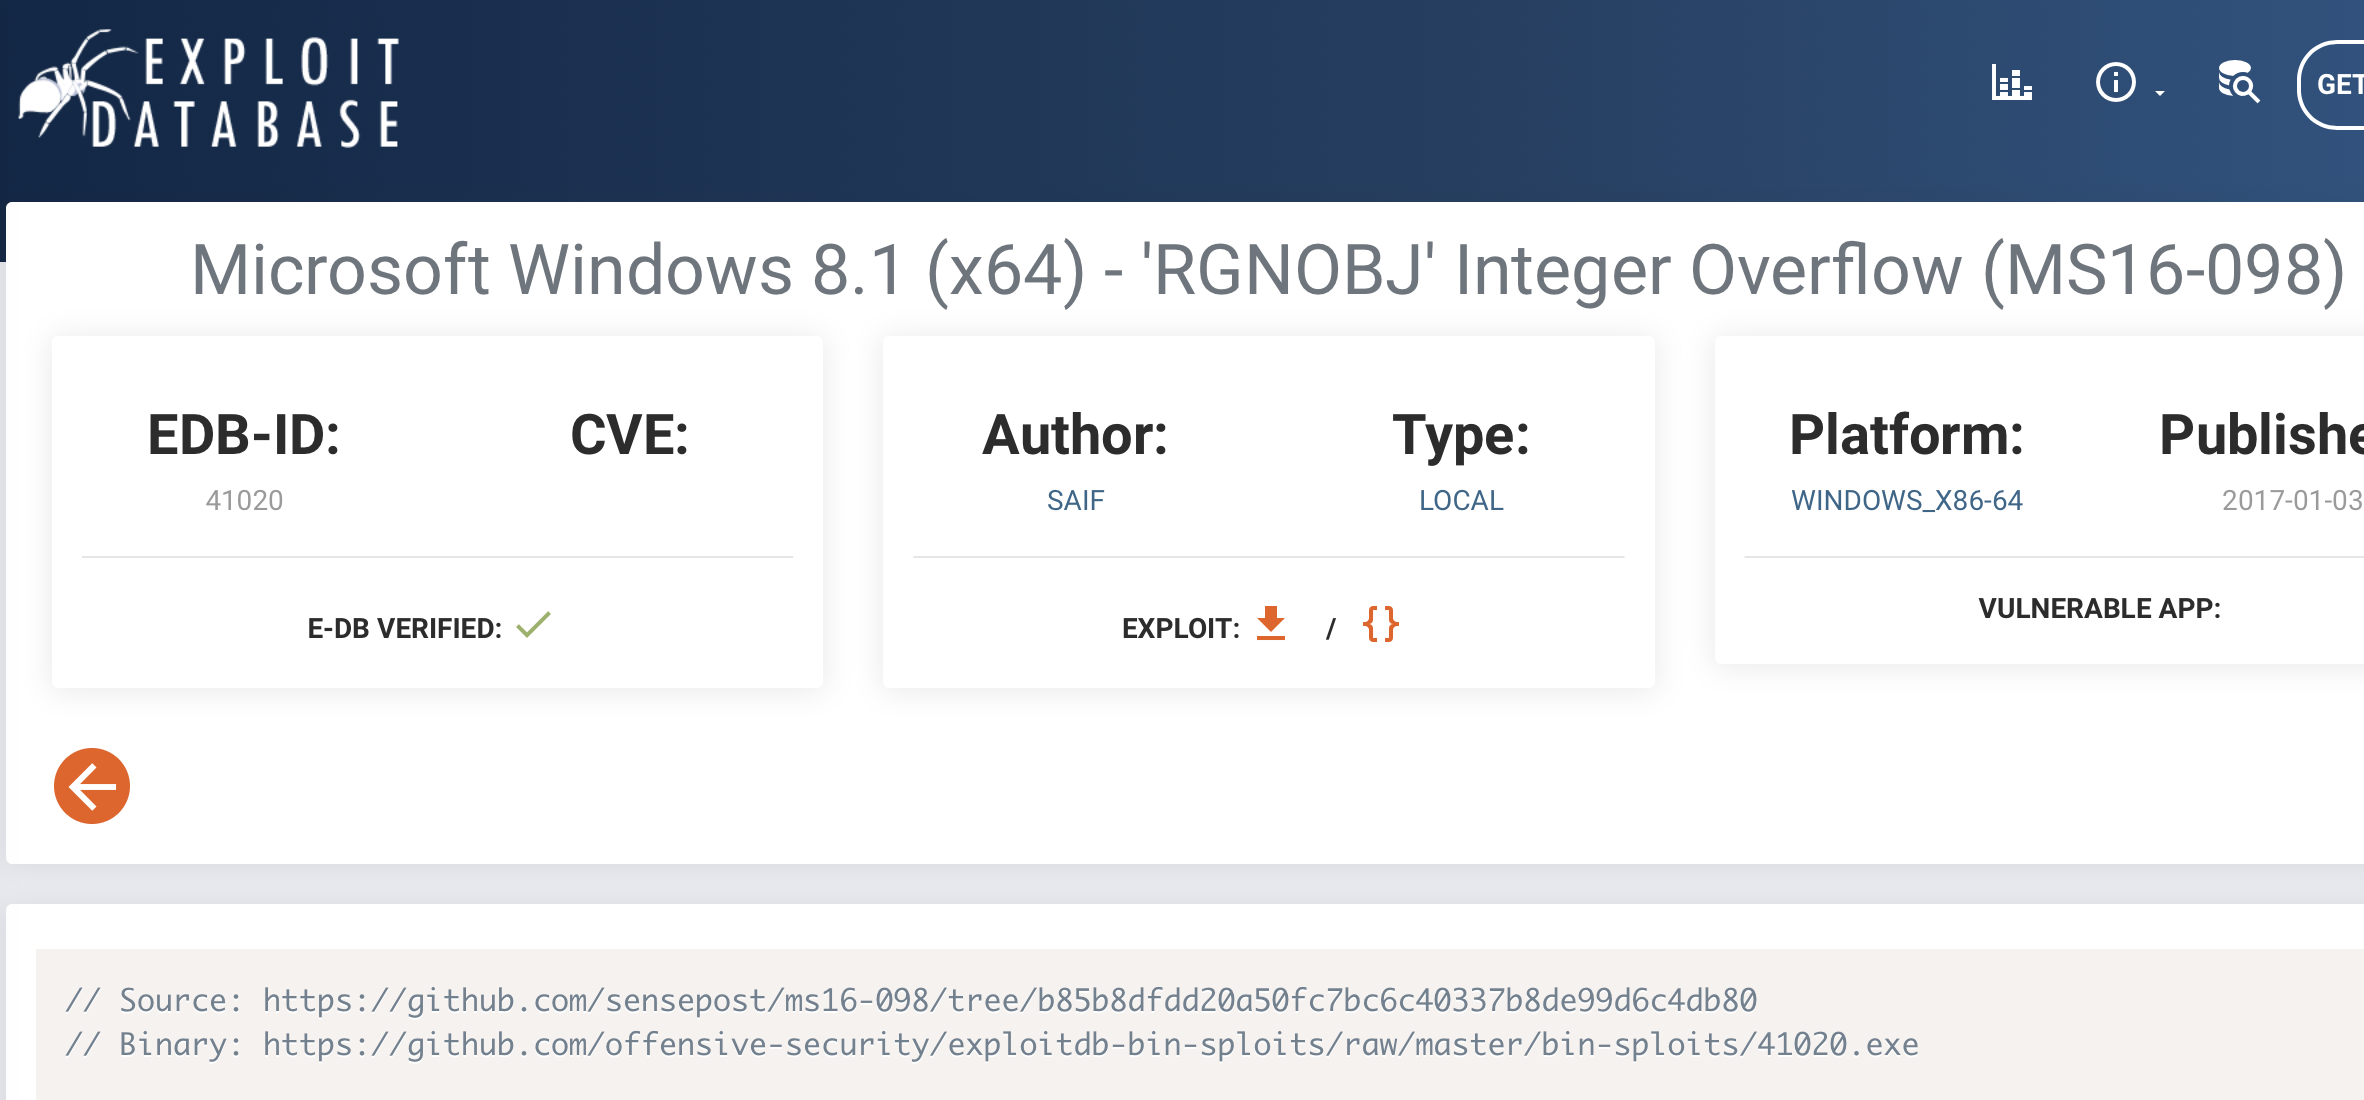 EXPLOIT
DATABASE
GET
Microsoft Windows 8.1 (x64) - 'RGNOBJ' Integer Overflow (MS16-098)
EDB-ID:
41020
CVE:
E-DB VERIFIED:
Author:
SAIF
Type:
LOCAL
EXPLOIT: / {}
Platform:
WINDOWS_X86-64
Publishe
2017-01-03
VULNERABLE APP:
// Source: https://github.com/sensepost/ms16-098/tree/b85b8dfdd20a50fc7bc6c40337b8de99d6c4db80
// Binary: https://github.com/offensive-security/exploitdb-bin-sploits/raw/master/bin-sploits/41020.exe